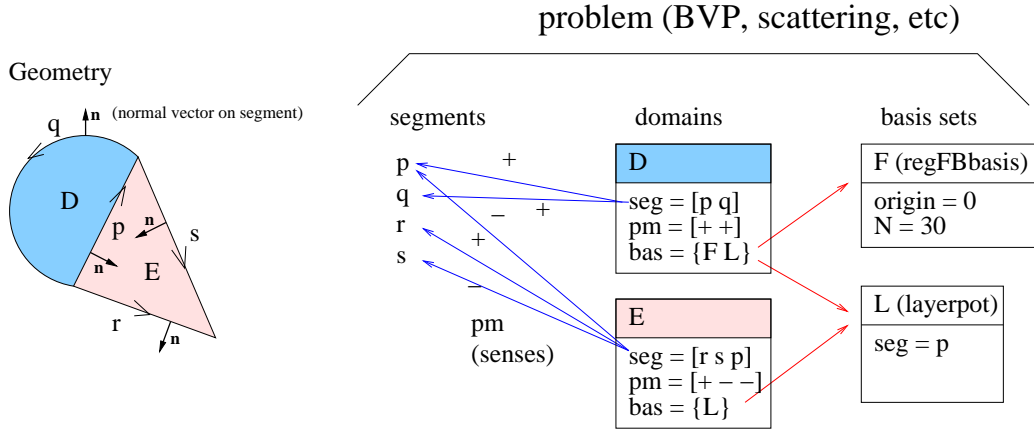 problem (BVP, scattering, etc)
Geometry
n
(normal vector on segment)
q
D
p
n
n
s
E
r
n
segments
p
q
r
s
+
−
+
+
−
pm
(senses)
domains
D
seg = [p q]
pm = [+ +]
bas = {F L}
E
seg = [r s p]
pm = [+ − −]
bas = {L}
basis sets
F (regFBbasis)
origin = 0
N = 30
L (layerpot)
seg = p